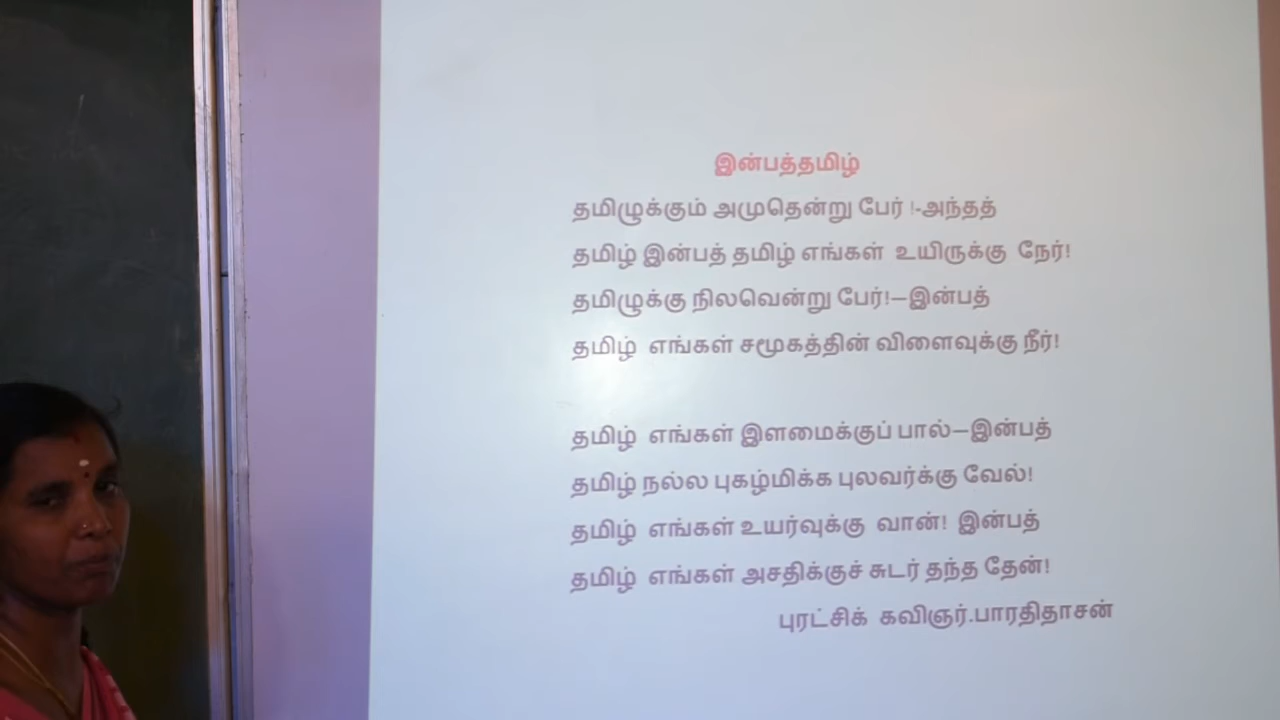 இன்பத்தமிழ்
தமிழுக்கும் அமுதென்று பேர் !-அந்தத்
தமிழ் இன்பத் தமிழ் எங்கள் உயிருக்கு நேர்!
தமிழுக்கு நிலவென்று பேர்!–இன்பத்
தமிழ் எங்கள் சமூகத்தின் விளைவுக்கு நீர்!
தமிழ் எங்கள் இளமைக்குப் பால்–இன்பத்
தமிழ் நல்ல புகழ்மிக்க புலவர்க்கு வேல்!
தமிழ் எங்கள் உயர்வுக்கு வான்! இன்பத்
தமிழ் எங்கள் அசதிக்குச் சுடர் தந்த தேன்!
புரட்சிக் கவிஞர்.பாரதிதாசன்